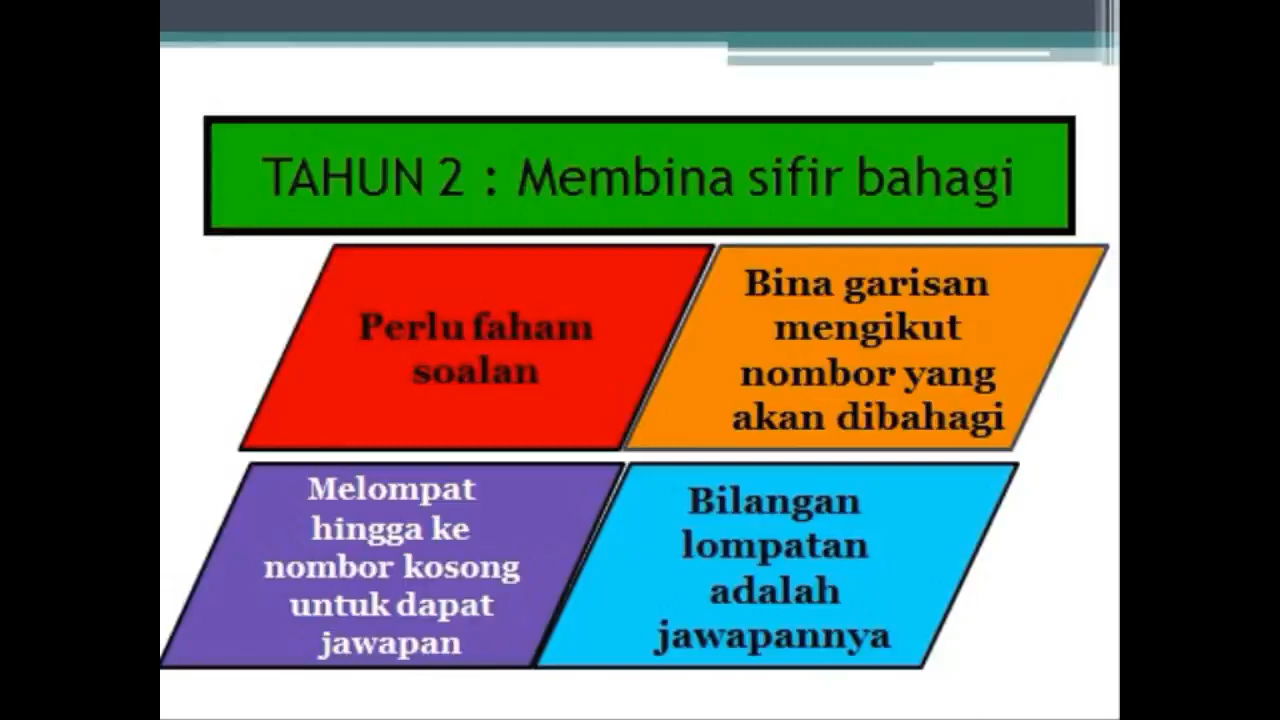 TAHUN 2 : Membina sifir bahagi
Perlu faham
soalan
Bina garisan
mengikut
nombor yang
akan dibahagi
Melompat
hingga ke
nombor kosong
untuk dapat
jawapan
Bilangan
lompatan
adalah
jawapannya